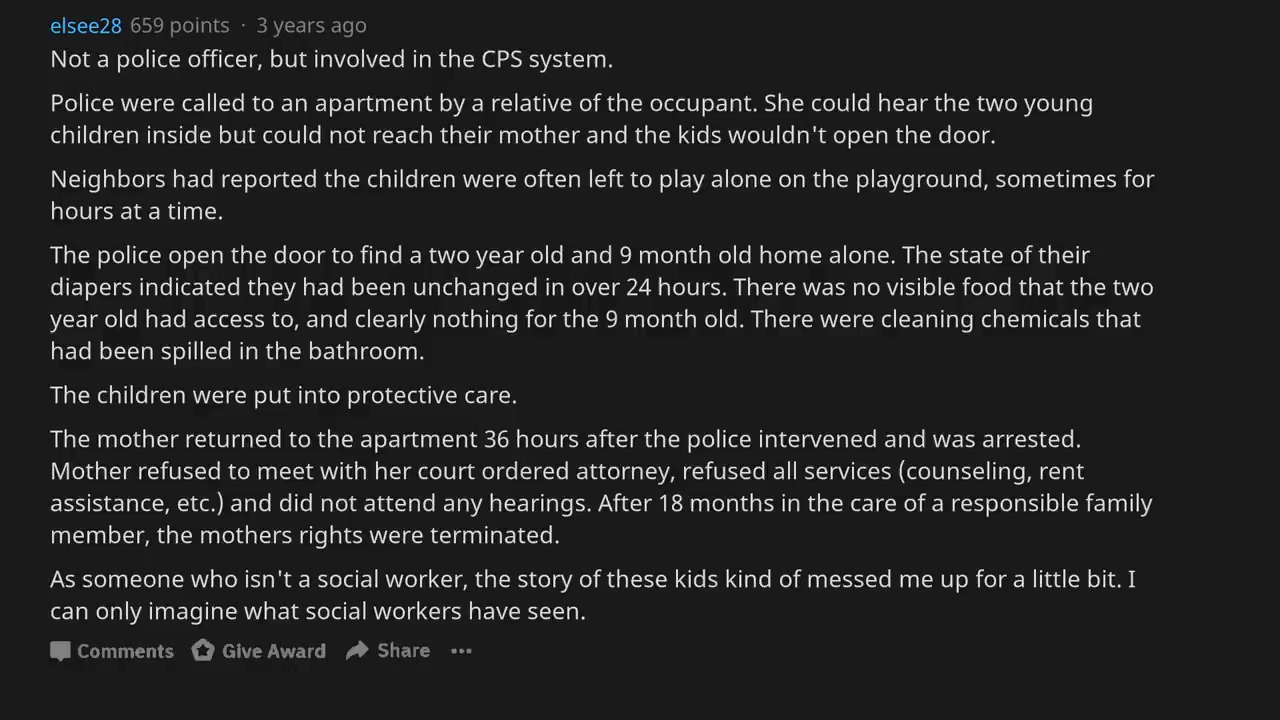 elsee28 659 points · 3 years ago
Not a police officer, but involved in the CPS system.
Police were called to an apartment by a relative of the occupant. She could hear the two young
children inside but could not reach their mother and the kids wouldn't open the door.
Neighbors had reported the children were often left to play alone on the playground, sometimes for
hours at a time.
The police open the door to find a two year old and 9 month old home alone. The state of their
diapers indicated they had been unchanged in over 24 hours. There was no visible food that the two
year old had access to, and clearly nothing for the 9 month old. There were cleaning chemicals that
had been spilled in the bathroom.
The children were put into protective care.
The mother returned to the apartment 36 hours after the police intervened and was arrested.
Mother refused to meet with her court ordered attorney, refused all services (counseling, rent
assistance, etc.) and did not attend any hearings. After 18 months in the care of a responsible family
member, the mothers rights were terminated.
As someone who isn't a social worker, the story of these kids kind of messed me up for a little bit. I
can only imagine what social workers have seen.
Comments Give Award Share ···